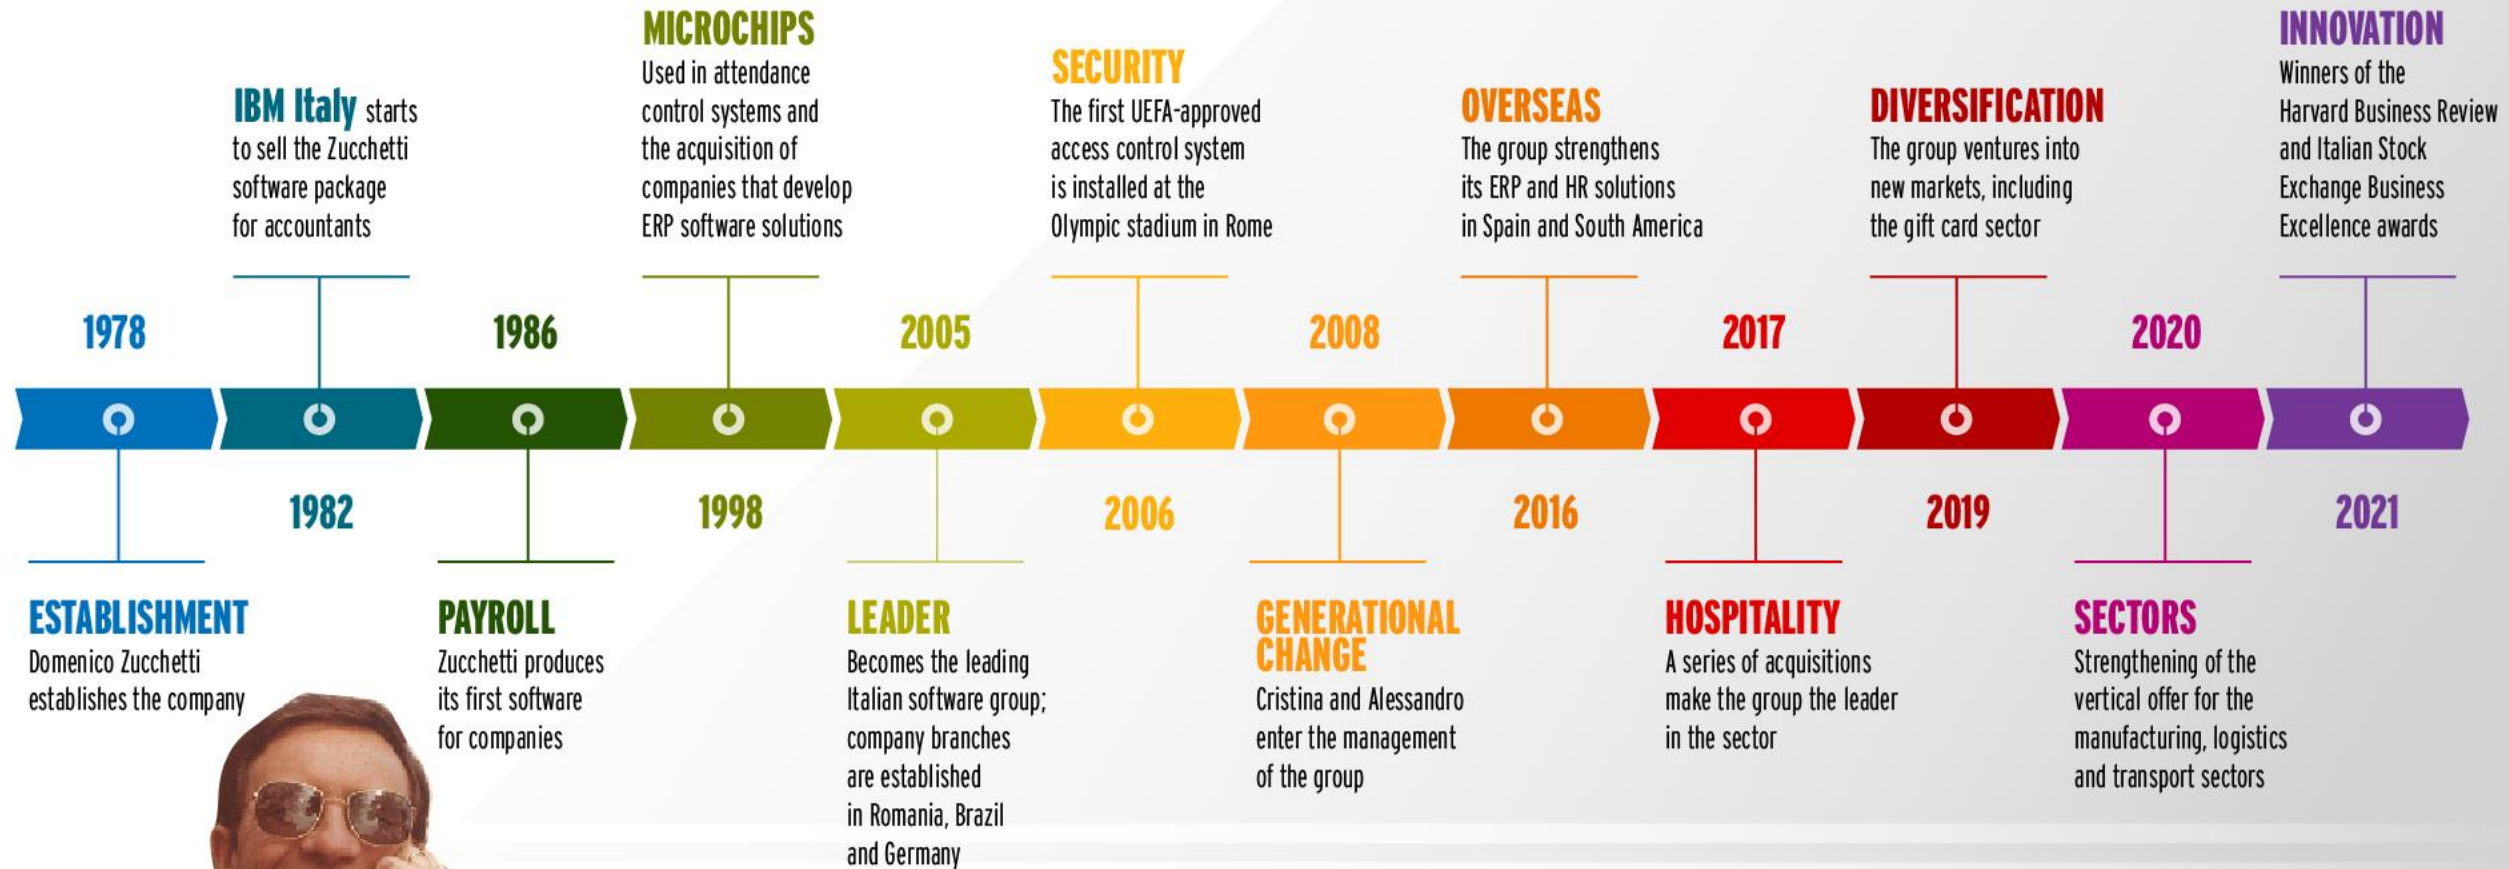 1978
ESTABLISHMENT
Domenico Zucchetti
establishes the company
IBM Italy starts
to sell the Zucchetti
software package
for accountants
1982
1986
PAYROLL
Zucchetti produces
its first software
for companies
MICROCHIPS
Used in attendance
control systems and
the acquisition of
companies that develop
ERP software solutions
1998
2005
LEADER
Becomes the leading
Italian software group;
company branches
are established
in Romania, Brazil
and Germany
SECURITY
The first UEFA-approved
access control system
is installed at the
Olympic stadium in Rome
2006
2008
GENERATIONAL
CHANGE
Cristina and Alessandro
enter the management
of the group
OVERSEAS
The group strengthens
its ERP and HR solutions
in Spain and South America
2016
2017
HOSPITALITY
A series of acquisitions
make the group the leader
in the sector
DIVERSIFICATION
The group ventures into
new markets, including
the gift card sector
2019
2020
SECTORS
Strengthening of the
vertical offer for the
manufacturing, logistics
and transport sectors
INNOVATION
Winners of the
Harvard Business Review
and Italian Stock
Exchange Business
Excellence awards
2021